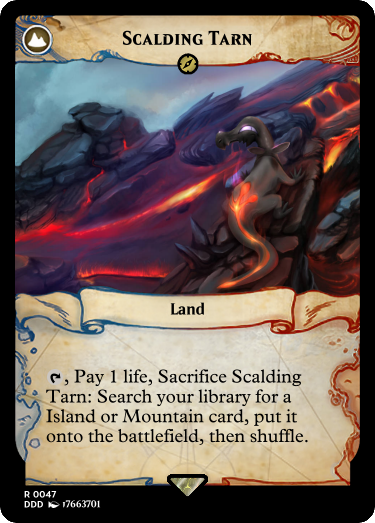 SCALDING TARN
Land
, Pay 1 life, Sacrifice Scalding
Tarn: Search your library for a
Island or Mountain card, put it
onto the battlefield, then shuffle.
R 0047
DDD 17663701